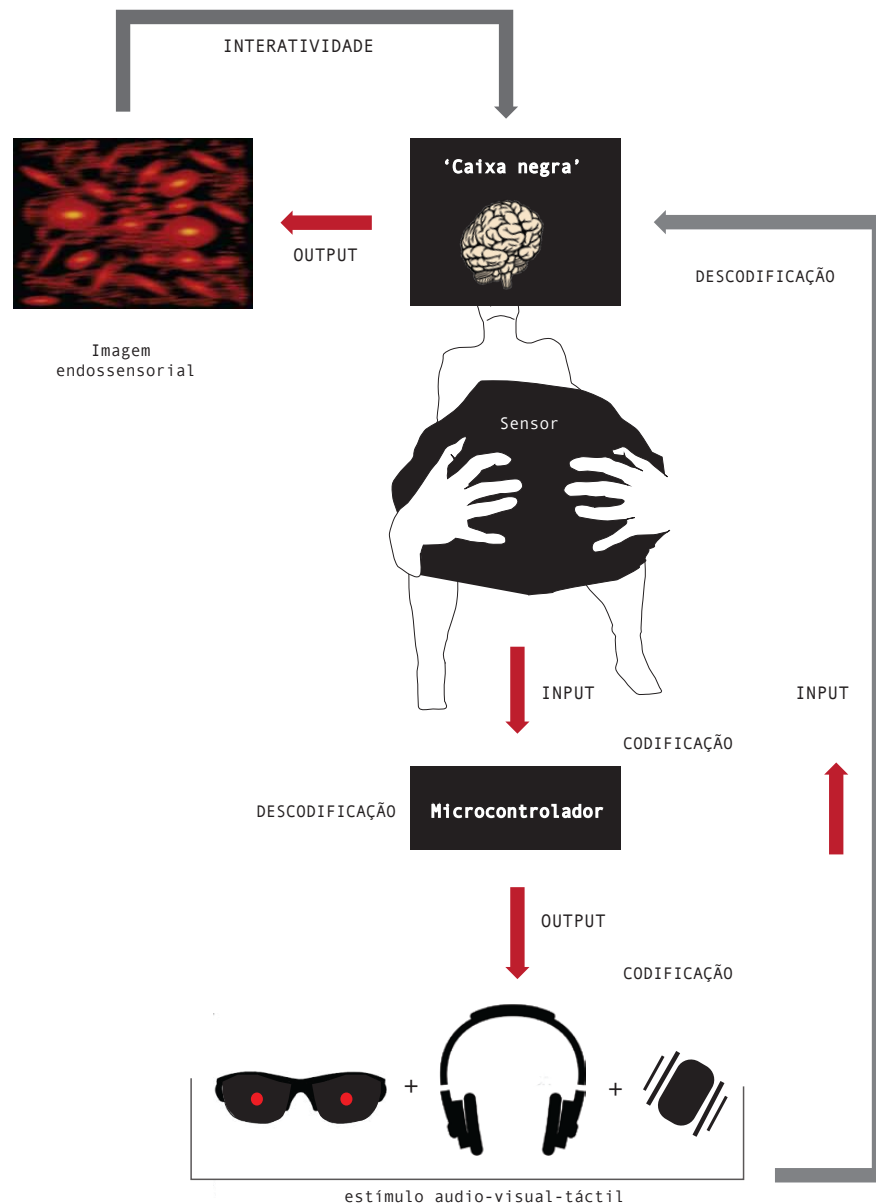 INTERATIVIDADE
‘Caixa negra’
OUTPUT
DESCODIFICAÇÃO
Imagem
endossensorial
Sensor
INPUT
INPUT
CODIFICAÇÃO
DESCODIFICAÇÃO
Microcontrolador
OUTPUT
CODIFICAÇÃO
+
+
estímulo audio-visual-táctil